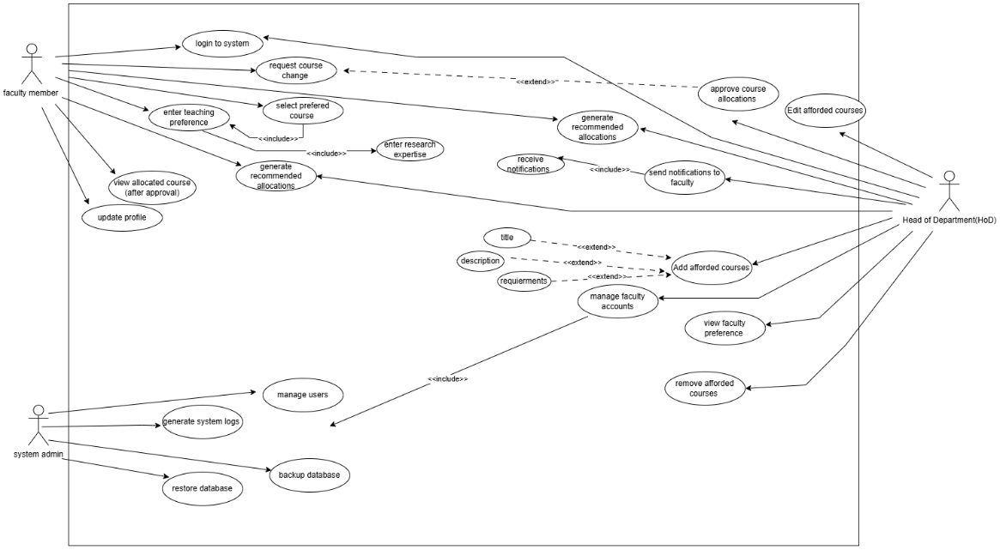 login to system
request course
change
<<extend>>
approve course
allocations
Edit afforded courses
faculty member
select prefered
course
enter teaching
preference
<<include>>
generate
recommended
allocations
<<include>>
enter research
expertise
receive
notifications
<<include>>
send notifications to
faculty
generate
recommended
allocations
view allocated course
(after approval)
update profile
Head of Department(HoD)
title
<<extend>>
description
<<extend>>
requierments
<<extend>>
Add afforded courses
manage faculty
accounts
view faculty
preference
<<include>>
remove afforded
courses
manage users
generate system logs
system admin
backup database
restore database